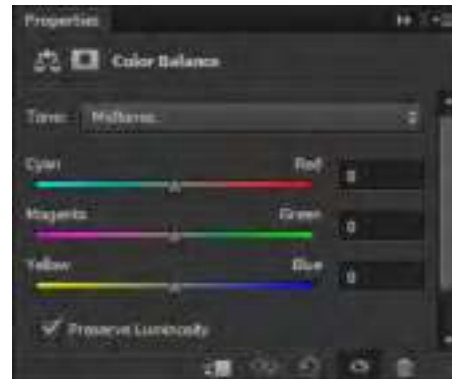 Properties
Color Balance
Tone: Midtones
Cyan Red 0
Magenta Green 0
Yellow Blue 0
Preserve Luminosity